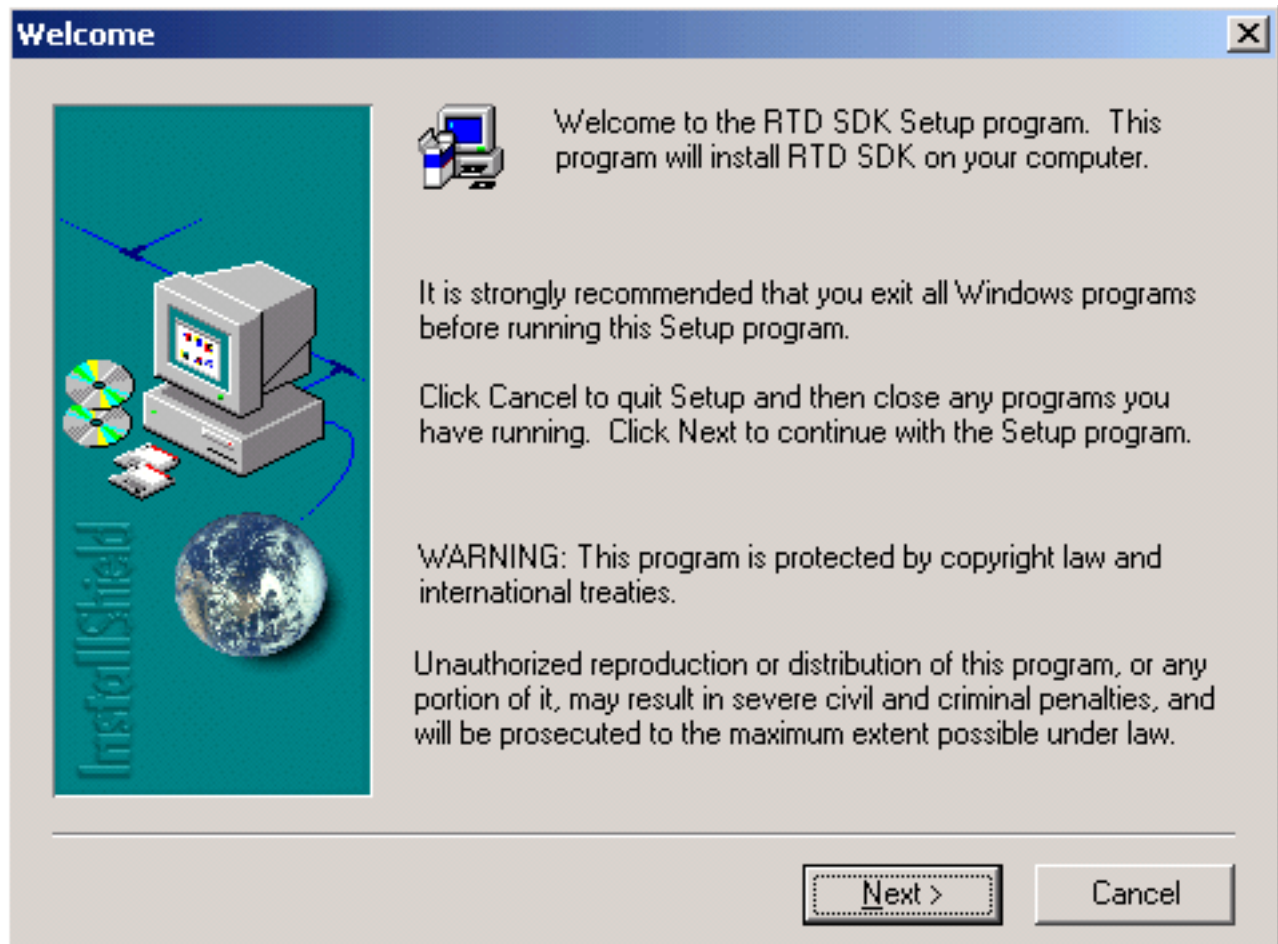 Welcome
Welcome to the RTD SDK Setup program. This
program will install RTD SDK on your computer.
It is strongly recommended that you exit all Windows programs
before running this Setup program.
Click Cancel to quit Setup and then close any programs you
have running. Click Next to continue with the Setup program.
WARNING: This program is protected by copyright law and
international treaties.
Unauthorized reproduction or distribution of this program, or any
portion of it, may result in severe civil and criminal penalties, and
will be prosecuted to the maximum extent possible under law.
InstallShield
Next >
Cancel